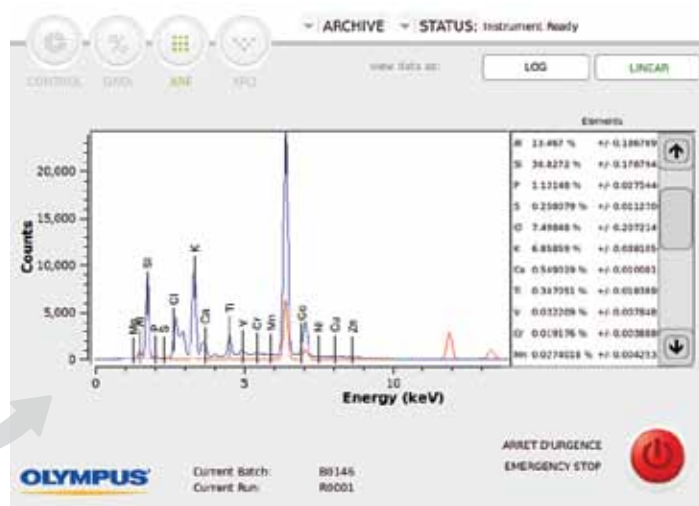 ARCHIVE STATUS: Instrument Ready
CONTROL DATA XRF XRD
view data as: LOG LINEAR
Elements
Al 13.467 %
Si 36.8272 %
P 1.13148 %
S 0.258079 %
Cl 7.49848 %
K 6.85859 %
Ca 0.549039 %
Ti 0.347051 %
V 0.032209 %
Cr 0.019176 %
Mn 0.0274018 %
Counts
20,000
15,000
10,000
5,000
0
Mg Al Si P S Cl K Ca Ti V Cr Mn Co Ni Cu Zn
0 5 10
Energy (keV)
ARRET D'URGENCE
EMERGENCY STOP
OLYMPUS
Current Batch: B0146
Current Run: R0001